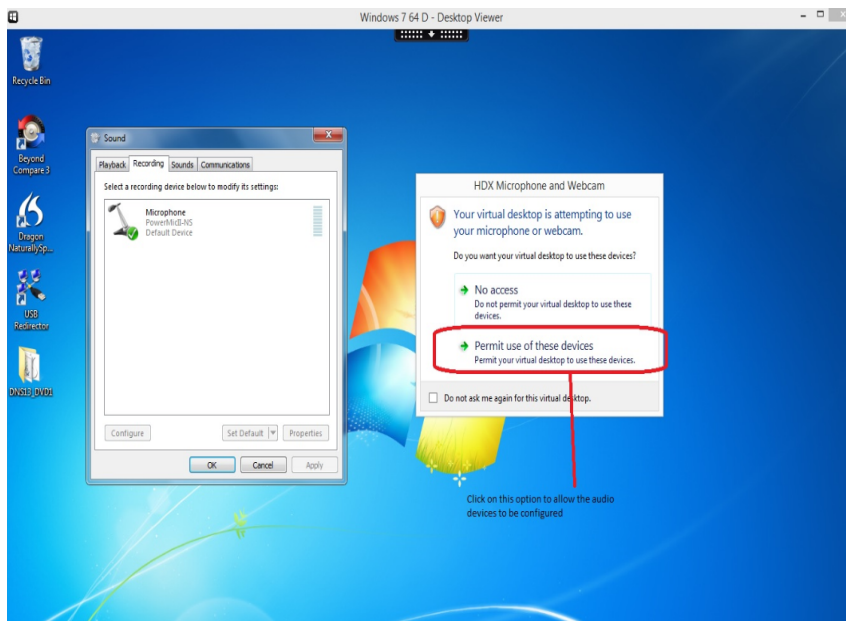 Windows 7 64 D - Desktop Viewer
Recycle Bin
Beyond
Compare 3
Dragon
NaturallySp...
USB
Redirector
DNS13_DVD1
Sound
Playback Recording Sounds Communications
Select a recording device below to modify its settings:
Microphone
PowerMicII-NS
Default Device
Configure Set Default Properties
OK Cancel Apply
HDX Microphone and Webcam
Your virtual desktop is attempting to use
your microphone or webcam.
Do you want your virtual desktop to use these devices?
No access
Do not permit your virtual desktop to use these
devices.
Permit use of these devices
Permit your virtual desktop to use these devices.
Do not ask me again for this virtual desktop.
Click on this option to allow the audio
devices to be configured